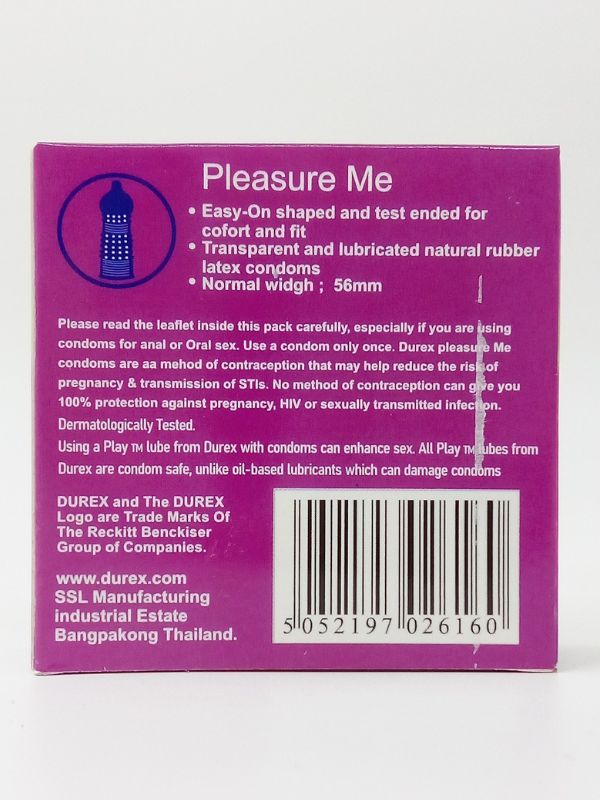 Pleasure Me
• Easy-On shaped and test ended for
cofort and fit
• Transparent and lubricated natural rubber
latex condoms
• Normal widgh ; 56mm
Please read the leaflet inside this pack carefully, especially if you are using
condoms for anal or Oral sex. Use a condom only once. Durex pleasure Me
condoms are aa mehod of contraception that may help reduce the risk of
pregnancy & transmission of STIs. No method of contraception can give you
100% protection against pregnancy, HIV or sexually transmitted infection.
Dermatologically Tested.
Using a Play TM lube from Durex with condoms can enhance sex. All Play TM lubes from
Durex are condom safe, unlike oil-based lubricants which can damage condoms
DUREX and The DUREX
Logo are Trade Marks Of
The Reckitt Benckiser
Group of Companies.
www.durex.com
SSL Manufacturing
industrial Estate
Bangpakong Thailand.
5 052197 026160